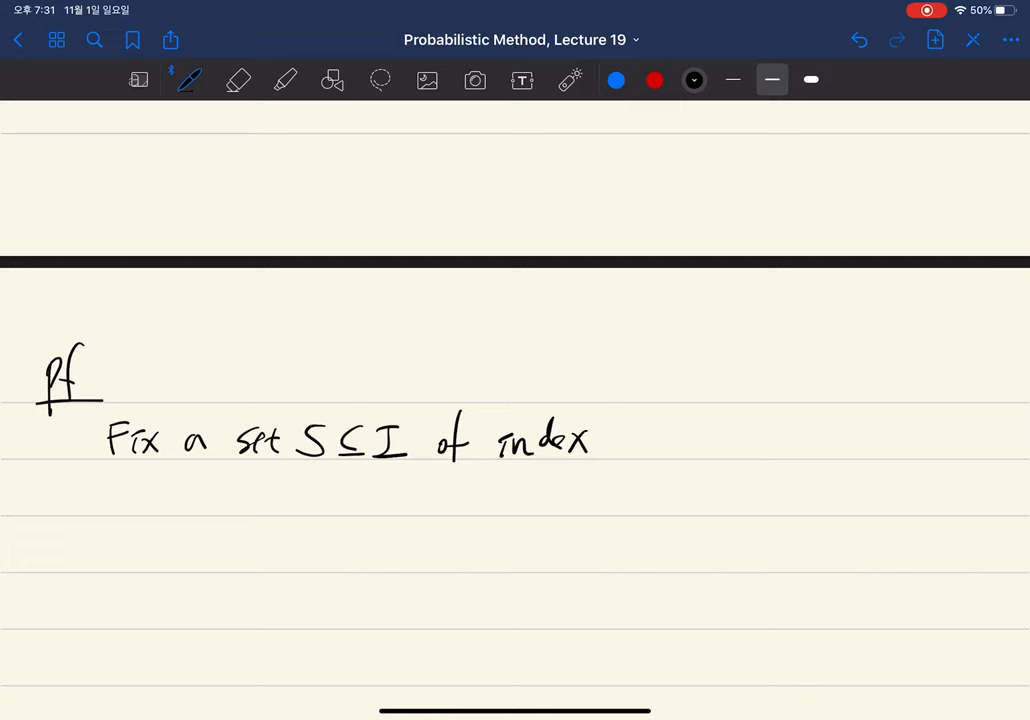 오후 7:31 11월 1일 일요일 50%
Probabilistic Method, Lecture 19
T
Pf
Fix a set S ⊆ I of index